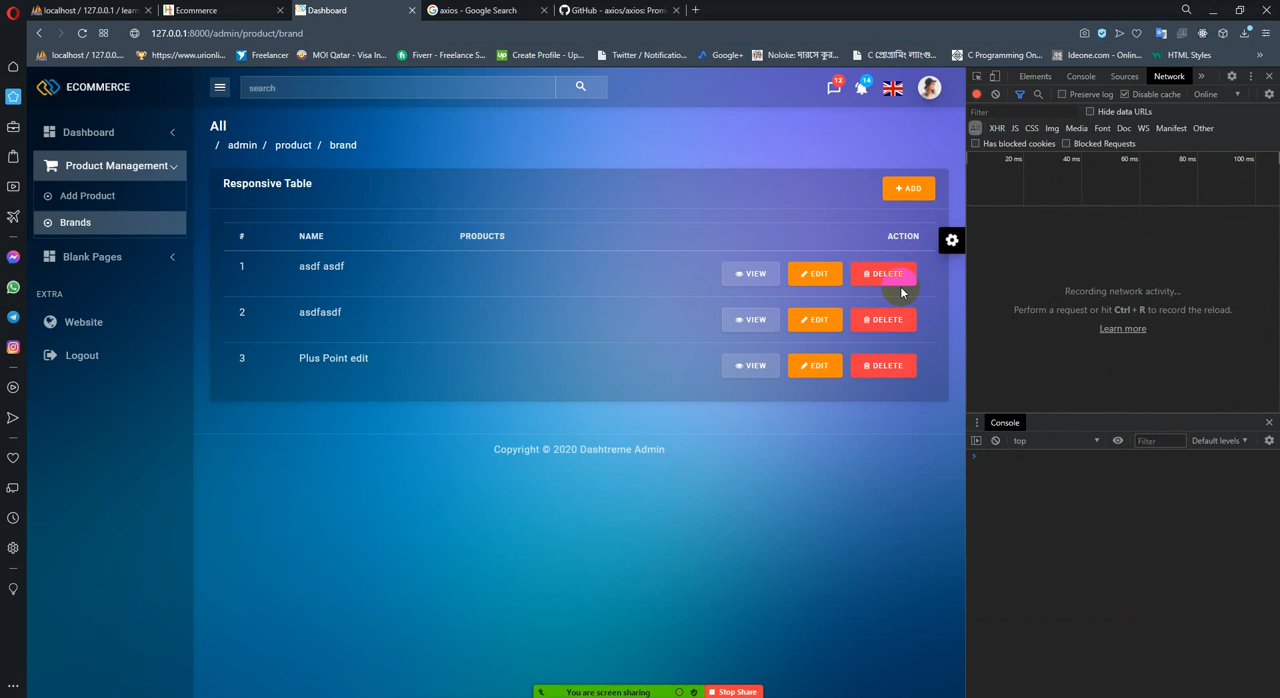 localhost / 127.0.0.1 / learn
Ecommerce
Dashboard
axios - Google Search
GitHub - axios/axios: Prom
127.0.0.1:8000/admin/product/brand
localhost / 127.0.0....
https://www.urionli...
Freelancer
MOI Qatar - Visa In...
Fiverr - Freelance S...
Create Profile - Up...
Twitter / Notificatio...
Google+
C Programming On...
Ideone.com - Onlin...
HTML Styles
ECOMMERCE
search
12
14
Dashboard
Product Management
Add Product
Brands
Blank Pages
EXTRA
Website
Logout
All
/ admin / product / brand
Responsive Table
+ ADD
# NAME PRODUCTS ACTION
1 asdf asdf VIEW EDIT DELETE
2 asdfasdf VIEW EDIT DELETE
3 Plus Point edit VIEW EDIT DELETE
Copyright © 2020 Dashtreme Admin
Elements Console Sources Network »
Preserve log Disable cache Online
Filter Hide data URLs
All XHR JS CSS Img Media Font Doc WS Manifest Other
Has blocked cookies Blocked Requests
20 ms 40 ms 60 ms 80 ms 100 ms
Recording network activity...
Perform a request or hit Ctrl + R to record the reload.
Learn more
Console
top Filter Default levels
You are screen sharing Stop Share